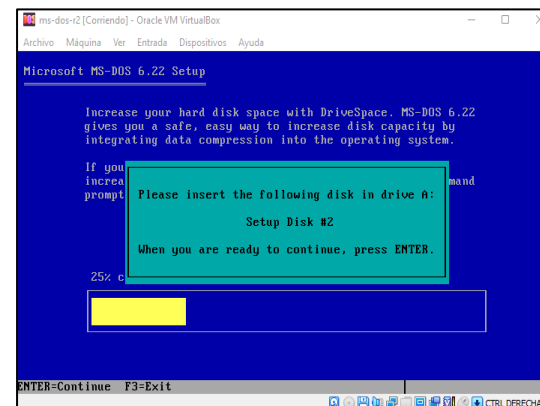 ms-dos-r2 [Corriendo] - Oracle VM VirtualBox
Archivo Máquina Ver Entrada Dispositivos Ayuda
Microsoft MS-DOS 6.22 Setup
Increase your hard disk space with DriveSpace. MS-DOS 6.22
gives you a safe, easy way to increase disk capacity by
integrating data compression into the operating system.
If you
increa mand
prompt
Please insert the following disk in drive A:
Setup Disk #2
When you are ready to continue, press ENTER.
25% c
ENTER=Continue F3=Exit
CTRL DERECHA